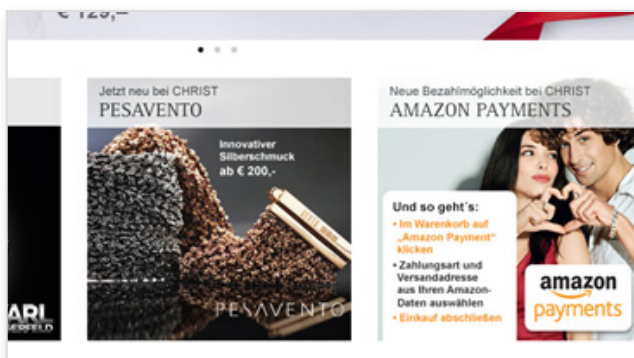 € 129,–
Jetzt neu bei CHRIST
PESAVENTO
Innovativer
Silberschmuck
ab € 200,-
PESAVENTO
Neue Bezahlmöglichkeit bei CHRIST
AMAZON PAYMENTS
Und so geht´s:
• Im Warenkorb auf
„Amazon Payment“
klicken
• Zahlungsart und
Versandadresse
aus Ihren Amazon-
Daten auswählen
• Einkauf abschließen
amazon
payments